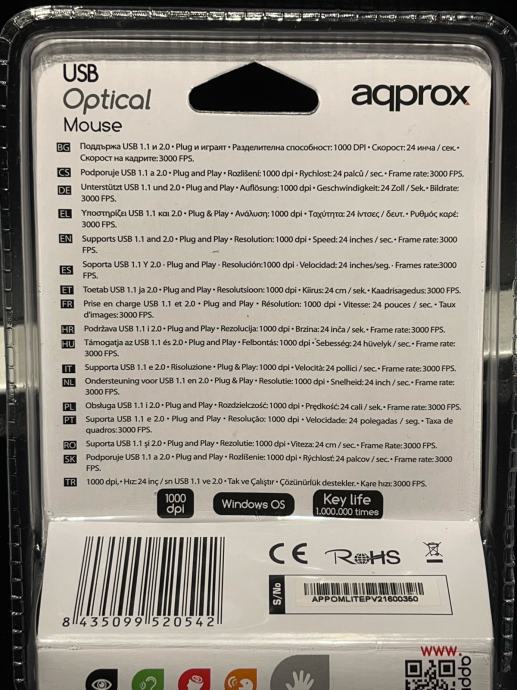 USB
Optical
Mouse
aqprox
BG Поддържа USB 1.1 и 2.0 • Plug и играят • Разделителна способност: 1000 DPI • Скорост: 24 инча / сек. •
Скорост на кадрите: 3000 FPS.
CS Podporuje USB 1.1 a 2.0 • Plug and Play • Rozlišení: 1000 dpi • Rychlost: 24 palců / sec. • Frame rate: 3000 FPS.
DE Unterstützt USB 1.1 und 2.0 • Plug and Play • Auflösung: 1000 dpi • Geschwindigkeit: 24 Zoll / Sek. • Bildrate:
3000 FPS.
EL Υποστηρίζει USB 1.1 και 2.0 • Plug & Play • Ανάλυση: 1000 dpi • Ταχύτητα: 24 ίντσες / δευτ. • Ρυθμός καρέ:
3000 FPS.
EN Supports USB 1.1 and 2.0 • Plug and Play • Resolution: 1000 dpi • Speed: 24 inches / sec. • Frame rate:3000
FPS.
ES Soporta USB 1.1 Y 2.0 • Plug and Play • Resolución:1000 dpi • Velocidad: 24 inches/seg. • Frames rate:3000
FPS.
ET Toetab USB 1.1 ja 2.0 • Plug and Play • Resolutsioon: 1000 dpi • Kiirus: 24 cm / sek. • Kaadrisagedus: 3000 FPS.
FR Prise en charge USB 1.1 et 2.0 • Plug and Play • Résolution: 1000 dpi • Vitesse: 24 pouces / sec. • Taux
d'images: 3000 FPS.
HR Podržava USB 1.1 i 2.0 • Plug and Play • Rezolucija: 1000 dpi • Brzina: 24 inča / sek. • Frame rate: 3000 FPS.
HU Támogatja az USB 1.1 és 2.0 • Plug and Play • Felbontás: 1000 dpi • Sebesség: 24 hüvelyk / sec. • Frame rate:
3000 FPS.
IT Supporta USB 1.1 e 2.0 • Risoluzione • Plug & Play: 1000 dpi • Velocità: 24 pollici / sec. • Frame rate: 3000 FPS.
NL Ondersteuning voor USB 1.1 en 2.0 • Plug & Play • Resolutie: 1000 dpi • Snelheid: 24 inch / sec. • Frame rate:
3000 FPS.
PL Obsługa USB 1.1 i 2.0 • Plug and Play • Rozdzielczość: 1000 dpi • Prędkość: 24 cali / sek. • Frame rate: 3000 FPS.
PT Suporta USB 1.1 e 2.0 • Plug and Play • Resolução: 1000 dpi • Velocidade: 24 polegadas / seg. • Taxa de
quadros: 3000 FPS.
RO Suporta USB 1.1 și 2.0 • Plug and Play • Rezolutie: 1000 dpi • Viteza: 24 cm / sec. • Frame Rate: 3000 FPS.
SK Podporuje USB 1.1 a 2.0 • Plug and Play • Rozlíšenie: 1000 dpi • Rýchlosť: 24 palcov / sec. • Frame rate: 3000
FPS.
TR 1000 dpi, • Hız: 24 inç / sn USB 1.1 ve 2.0 • Tak ve Çalıştır • Çözünürlük destekler. • Kare hızı: 3000 FPS.
1000
dpi
Windows OS
Key life
1.000.000 times
CE RoHS
S/No
APPOMLITEPV21600350
8 435099 520542
www.
app